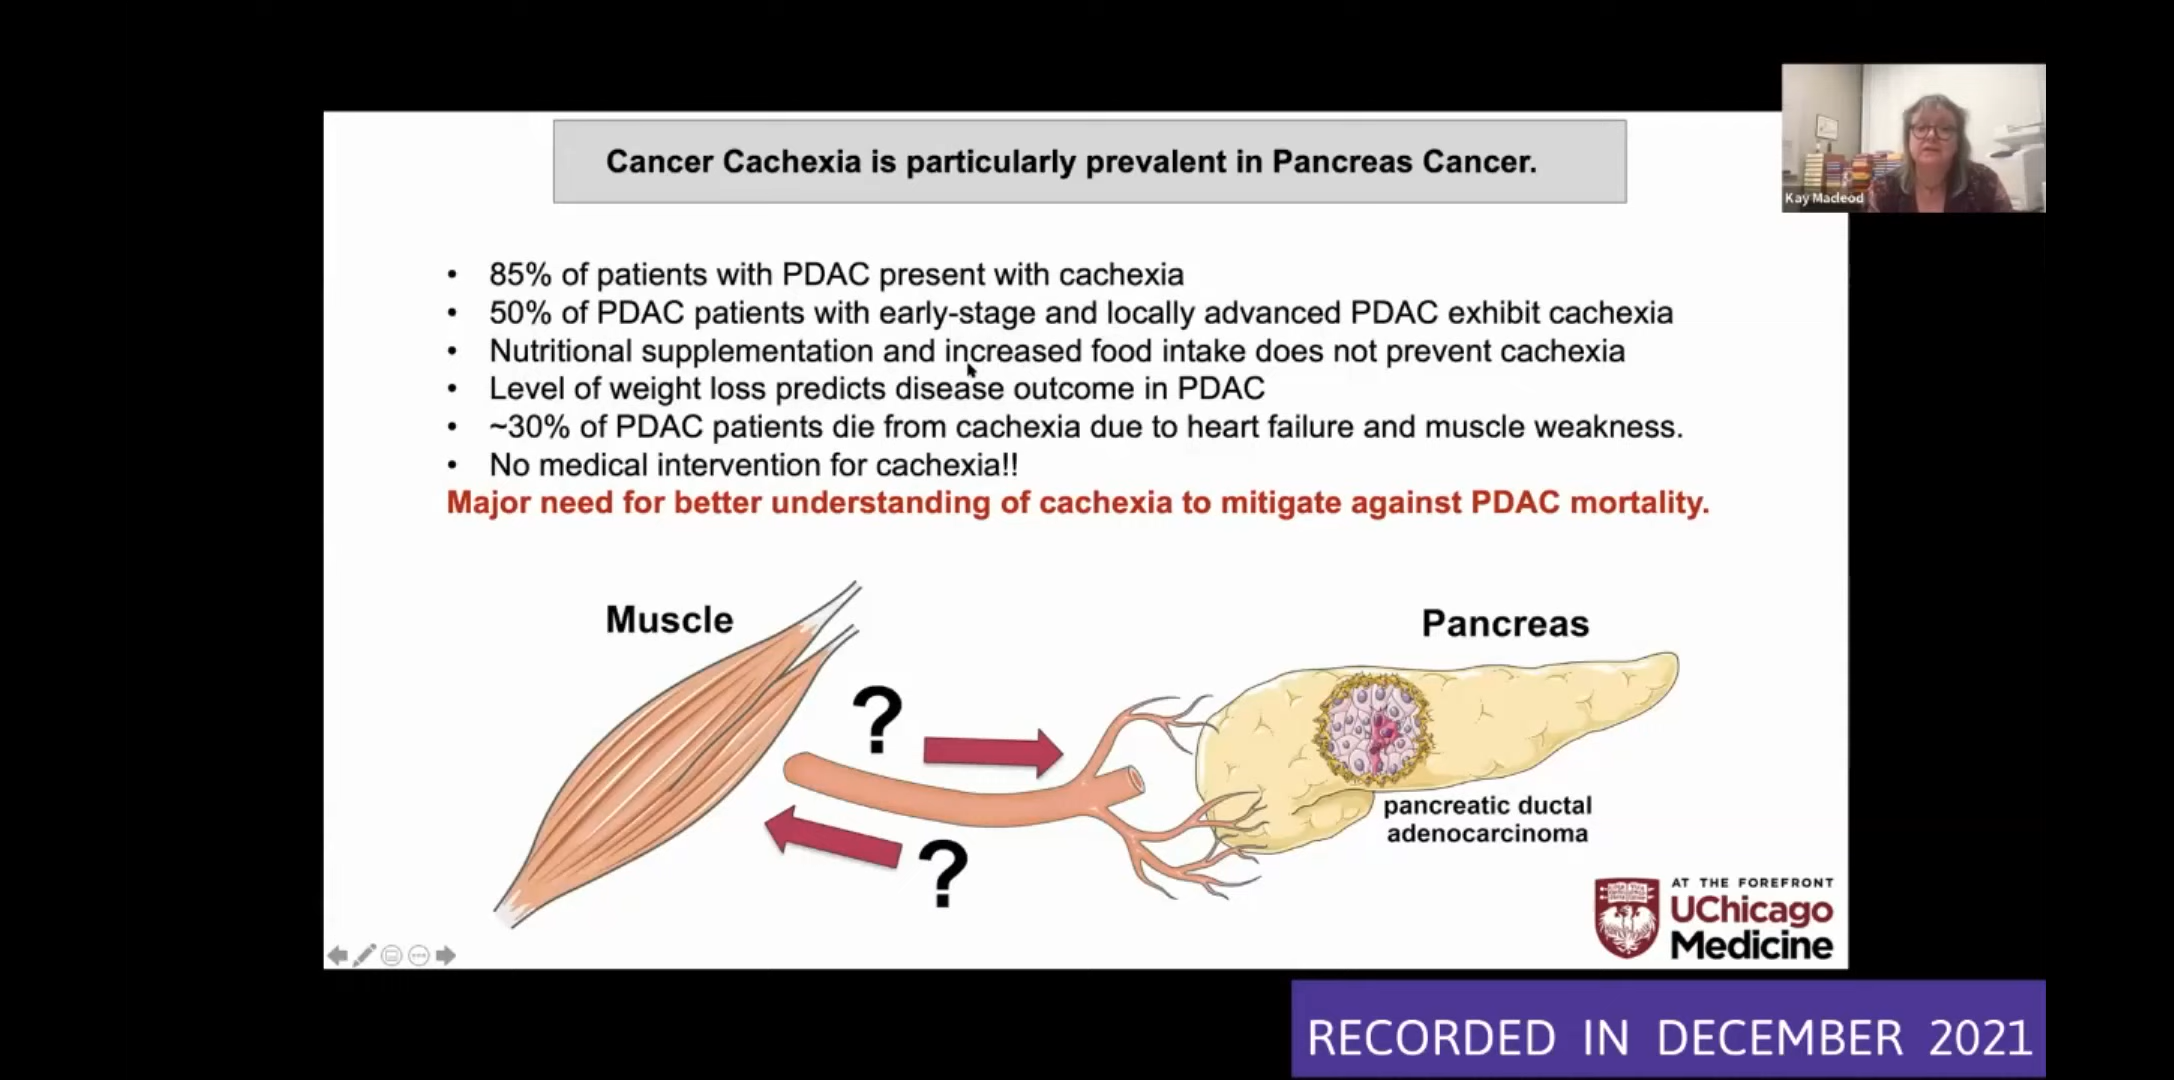 Cancer Cachexia is particularly prevalent in Pancreas Cancer.
Kay Macleod
• 85% of patients with PDAC present with cachexia
• 50% of PDAC patients with early-stage and locally advanced PDAC exhibit cachexia
• Nutritional supplementation and increased food intake does not prevent cachexia
• Level of weight loss predicts disease outcome in PDAC
• ~30% of PDAC patients die from cachexia due to heart failure and muscle weakness.
• No medical intervention for cachexia!!
Major need for better understanding of cachexia to mitigate against PDAC mortality.
Muscle
Pancreas
?
?
pancreatic ductal
adenocarcinoma
AT THE FOREFRONT
UChicago
Medicine
RECORDED IN DECEMBER 2021